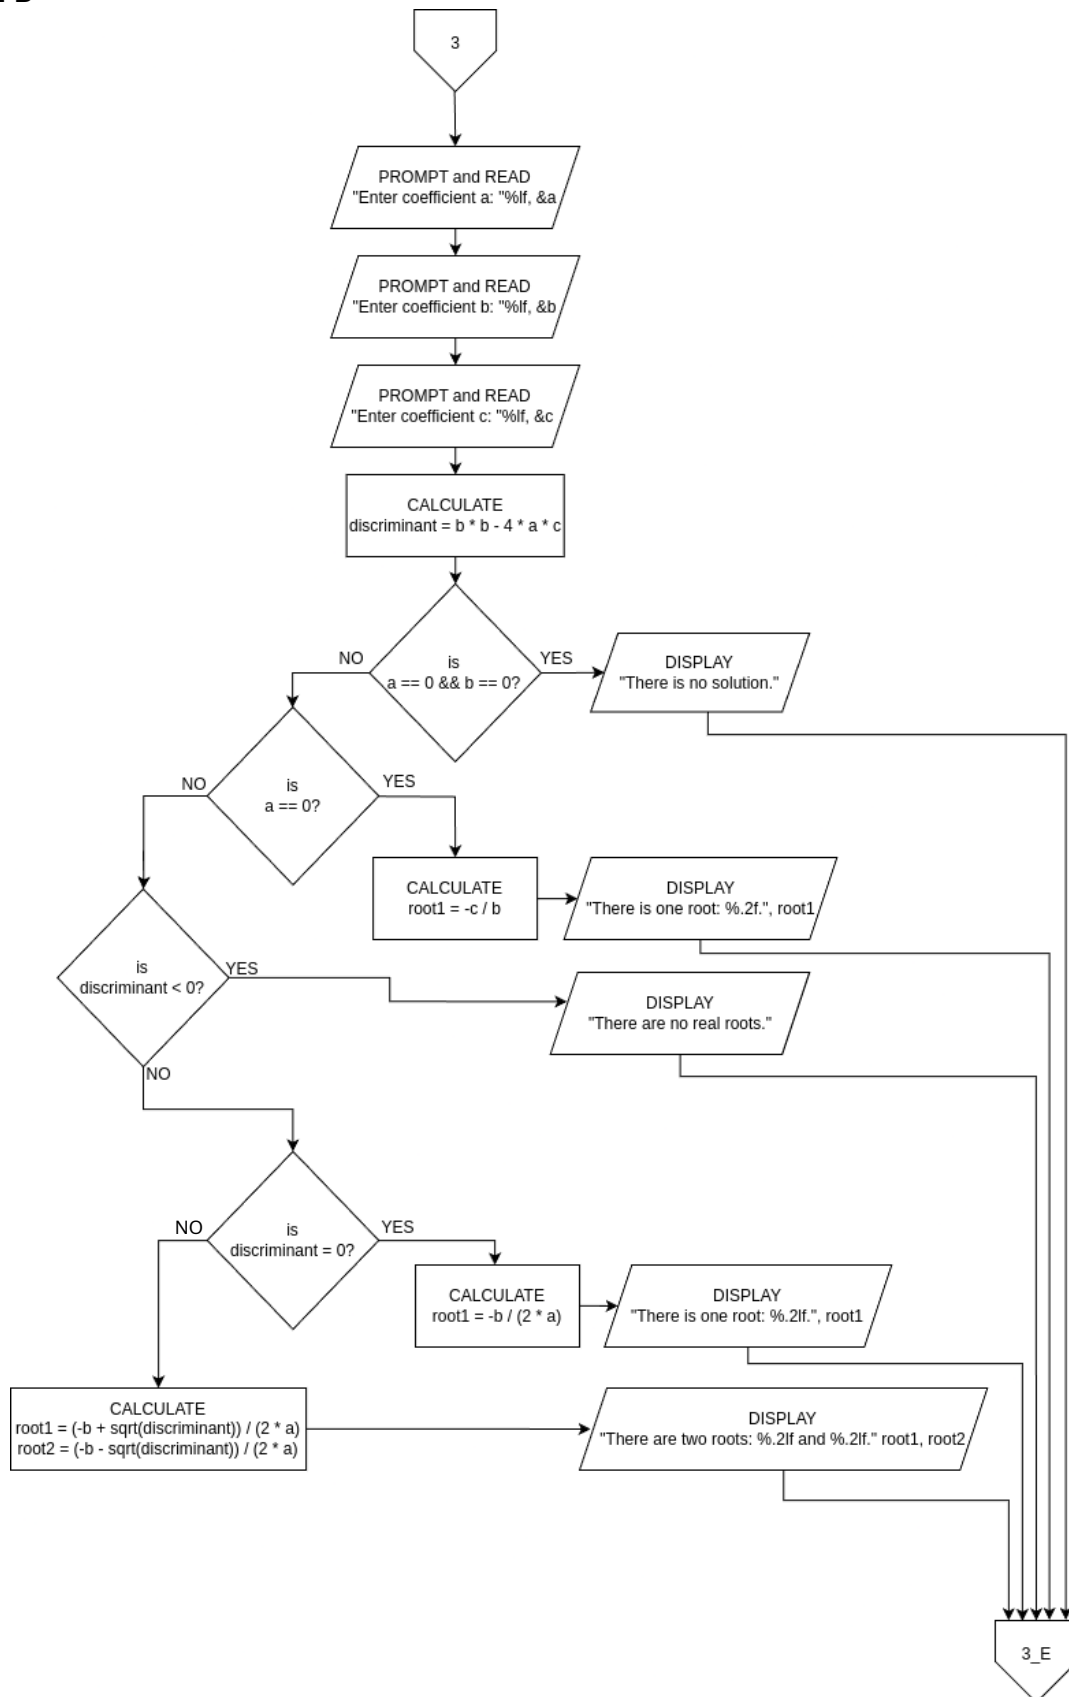 3
PROMPT and READ
"Enter coefficient a: "%lf, &a
PROMPT and READ
"Enter coefficient b: "%lf, &b
PROMPT and READ
"Enter coefficient c: "%lf, &c
CALCULATE
discriminant = b * b - 4 * a * c
is
a == 0 && b == 0?
NO
YES
DISPLAY
"There is no solution."
is
a == 0?
NO
YES
CALCULATE
root1 = -c / b
DISPLAY
"There is one root: %.2f.", root1
is
discriminant < 0?
YES
NO
DISPLAY
"There are no real roots."
is
discriminant = 0?
NO
YES
CALCULATE
root1 = -b / (2 * a)
DISPLAY
"There is one root: %.2lf.", root1
CALCULATE
root1 = (-b + sqrt(discriminant)) / (2 * a)
root2 = (-b - sqrt(discriminant)) / (2 * a)
DISPLAY
"There are two roots: %.2lf and %.2lf." root1, root2
3_E